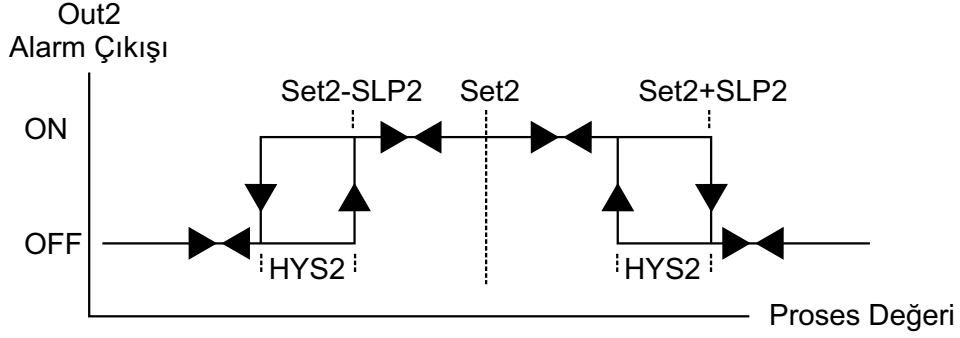 Out2
Alarm Çıkışı
Set2-SLP2 Set2 Set2+SLP2
ON
OFF
HYS2 HYS2
Proses Değeri